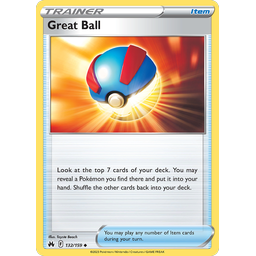 TRAINER
Item
Great Ball
Look at the top 7 cards of your deck. You may
reveal a Pokémon you find there and put it into your
hand. Shuffle the other cards back into your deck.
You may play any number of Item cards
during your turn.
132/159